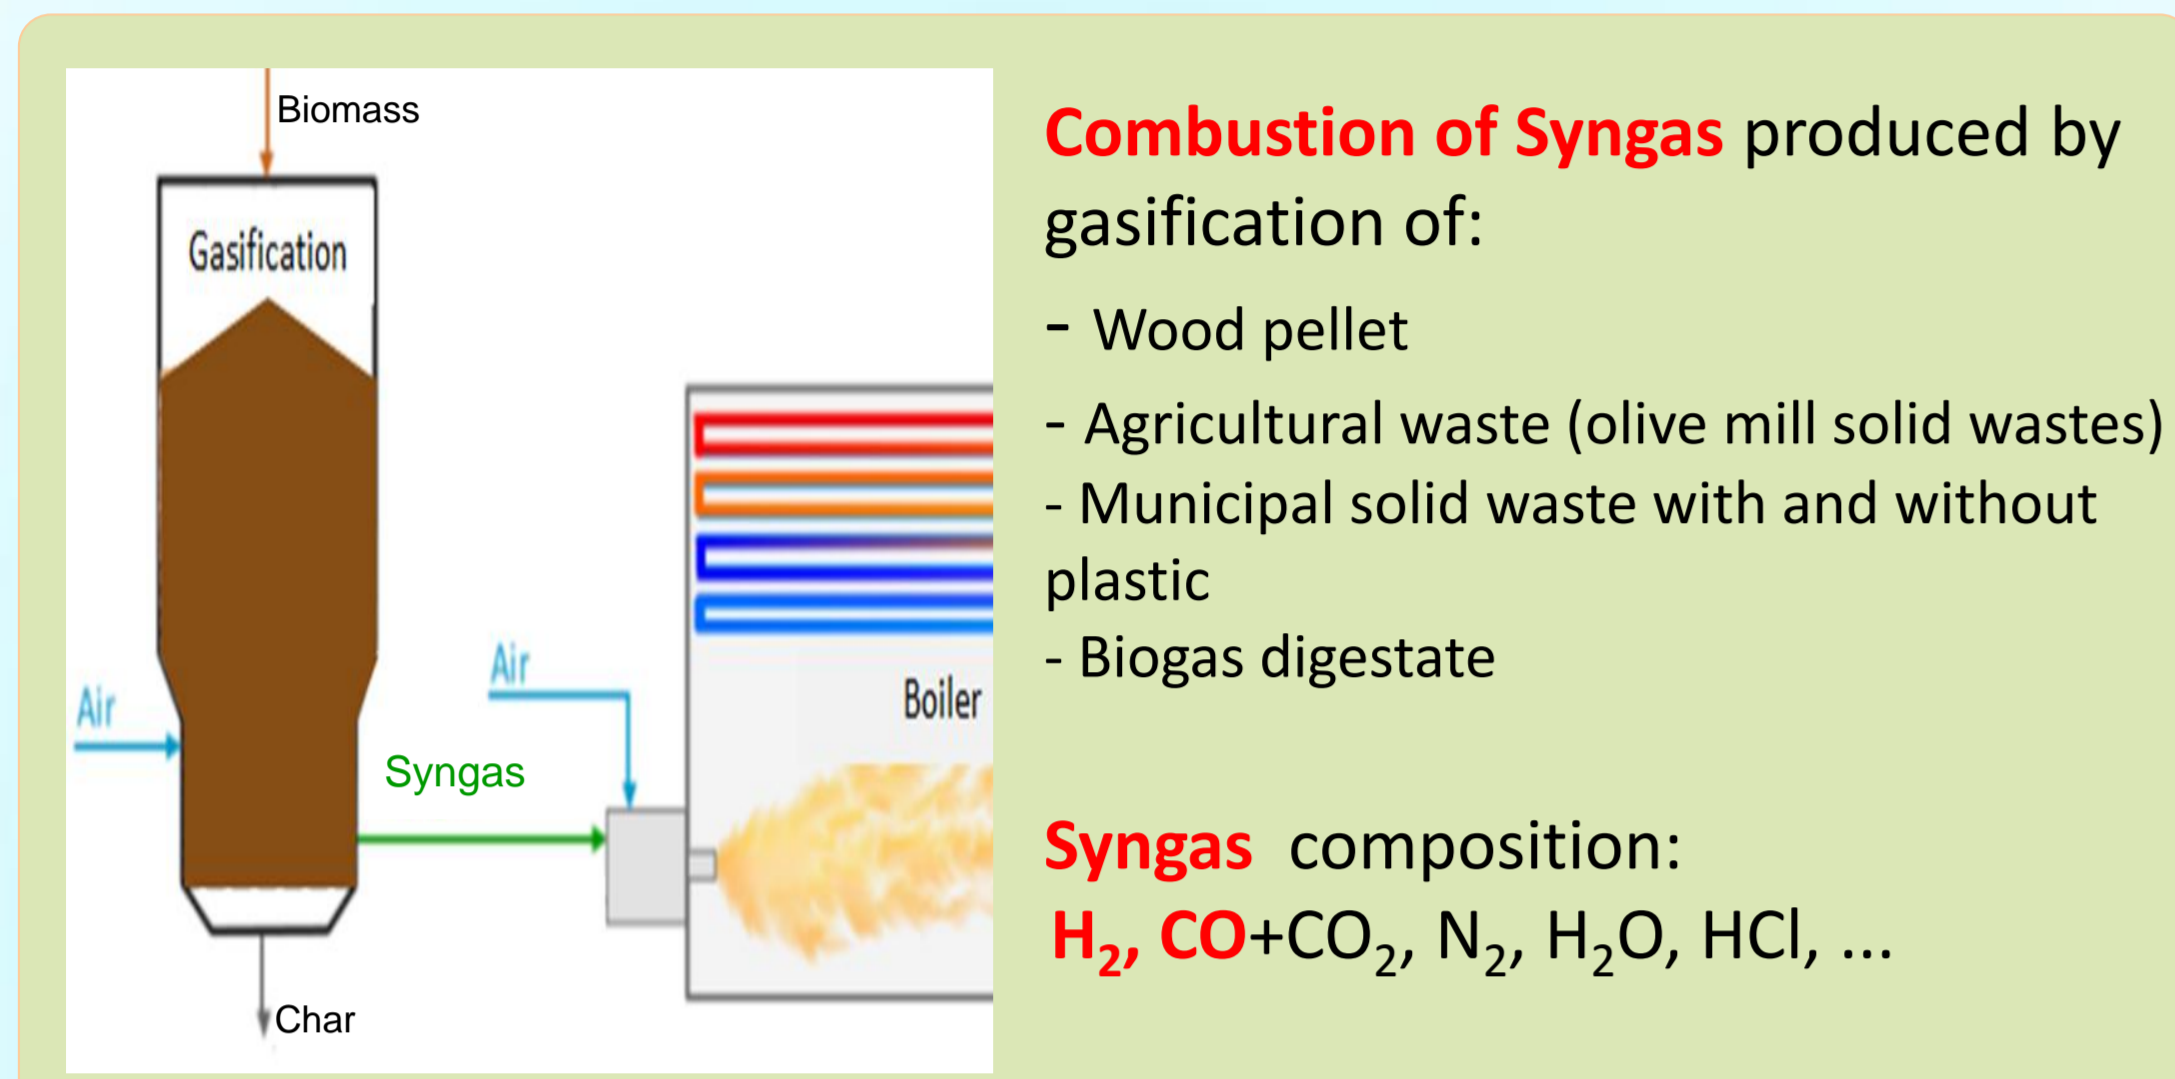 Biomass
Gasification
Air
Air
Syngas
Boiler
Char
Combustion of Syngas produced by
gasification of:
- Wood pellet
- Agricultural waste (olive mill solid wastes)
- Municipal solid waste with and without
plastic
- Biogas digestate
Syngas composition:
H₂, CO+CO₂, N₂, H₂O, HCl, ...